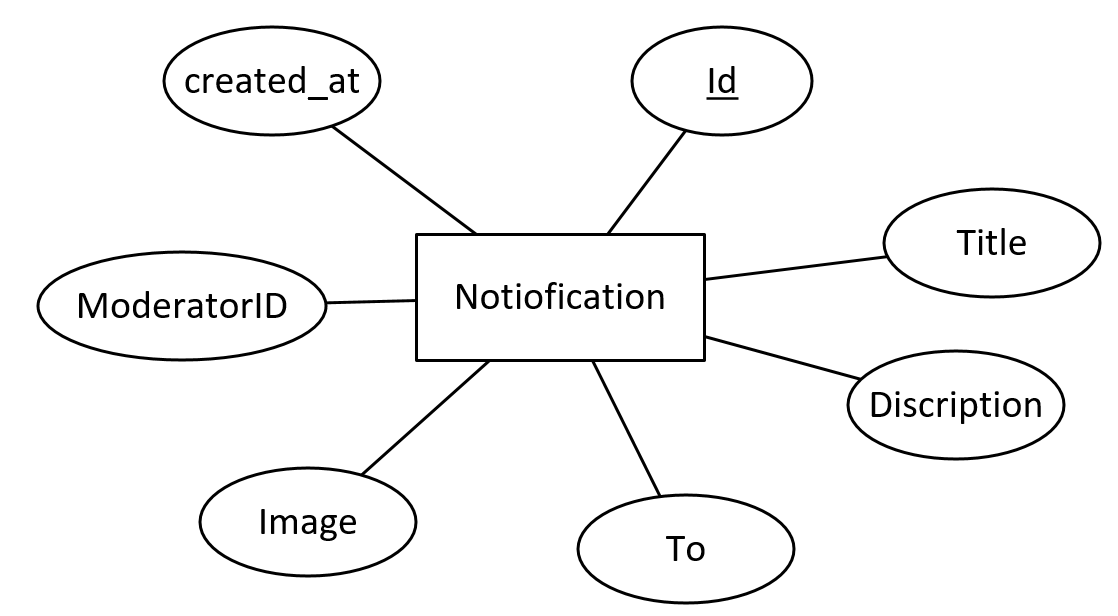 created_at
Id
Title
ModeratorID
Notiofication
Discription
Image
To